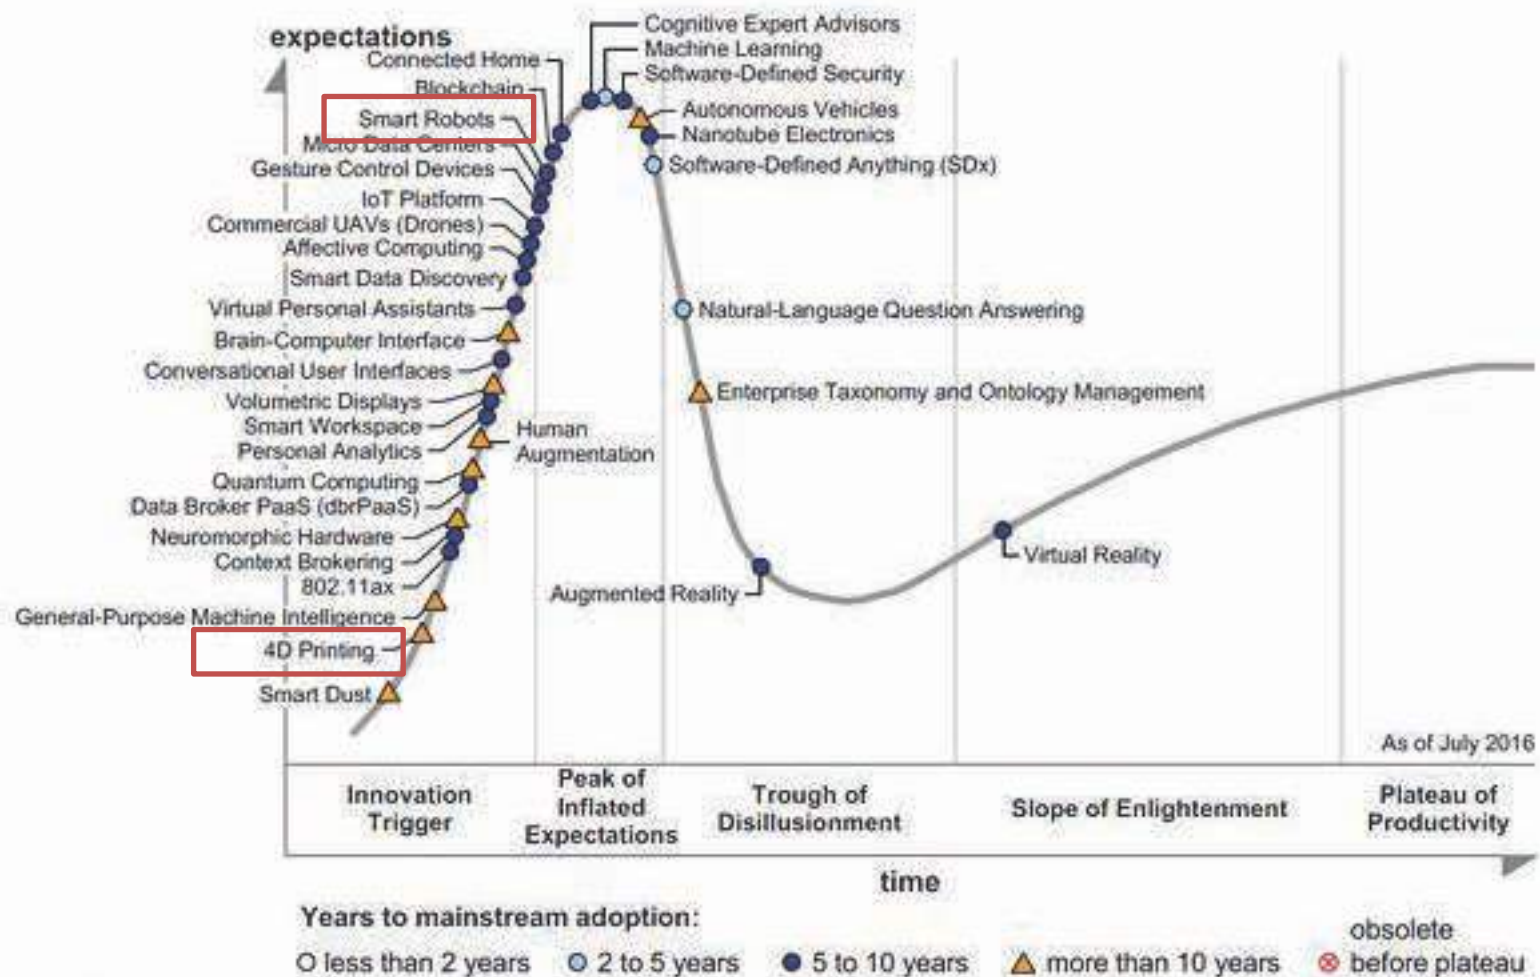 expectations
Cognitive Expert Advisors
Machine Learning
Software-Defined Security
Connected Home
Blockchain
Smart Robots
Micro Data Centers
Gesture Control Devices
IoT Platform
Commercial UAVs (Drones)
Affective Computing
Smart Data Discovery
Virtual Personal Assistants
Brain-Computer Interface
Conversational User Interfaces
Volumetric Displays
Smart Workspace
Personal Analytics
Quantum Computing
Data Broker PaaS (dbrPaaS)
Neuromorphic Hardware
Context Brokering
802.11ax
General-Purpose Machine Intelligence
4D Printing
Smart Dust
Human
Augmentation
Autonomous Vehicles
Nanotube Electronics
Software-Defined Anything (SDx)
Natural-Language Question Answering
Enterprise Taxonomy and Ontology Management
Augmented Reality
Virtual Reality
As of July 2016
Innovation
Trigger
Peak of
Inflated
Expectations
Trough of
Disillusionment
Slope of Enlightenment
Plateau of
Productivity
time
Years to mainstream adoption:
less than 2 years
2 to 5 years
5 to 10 years
more than 10 years
obsolete
before plateau